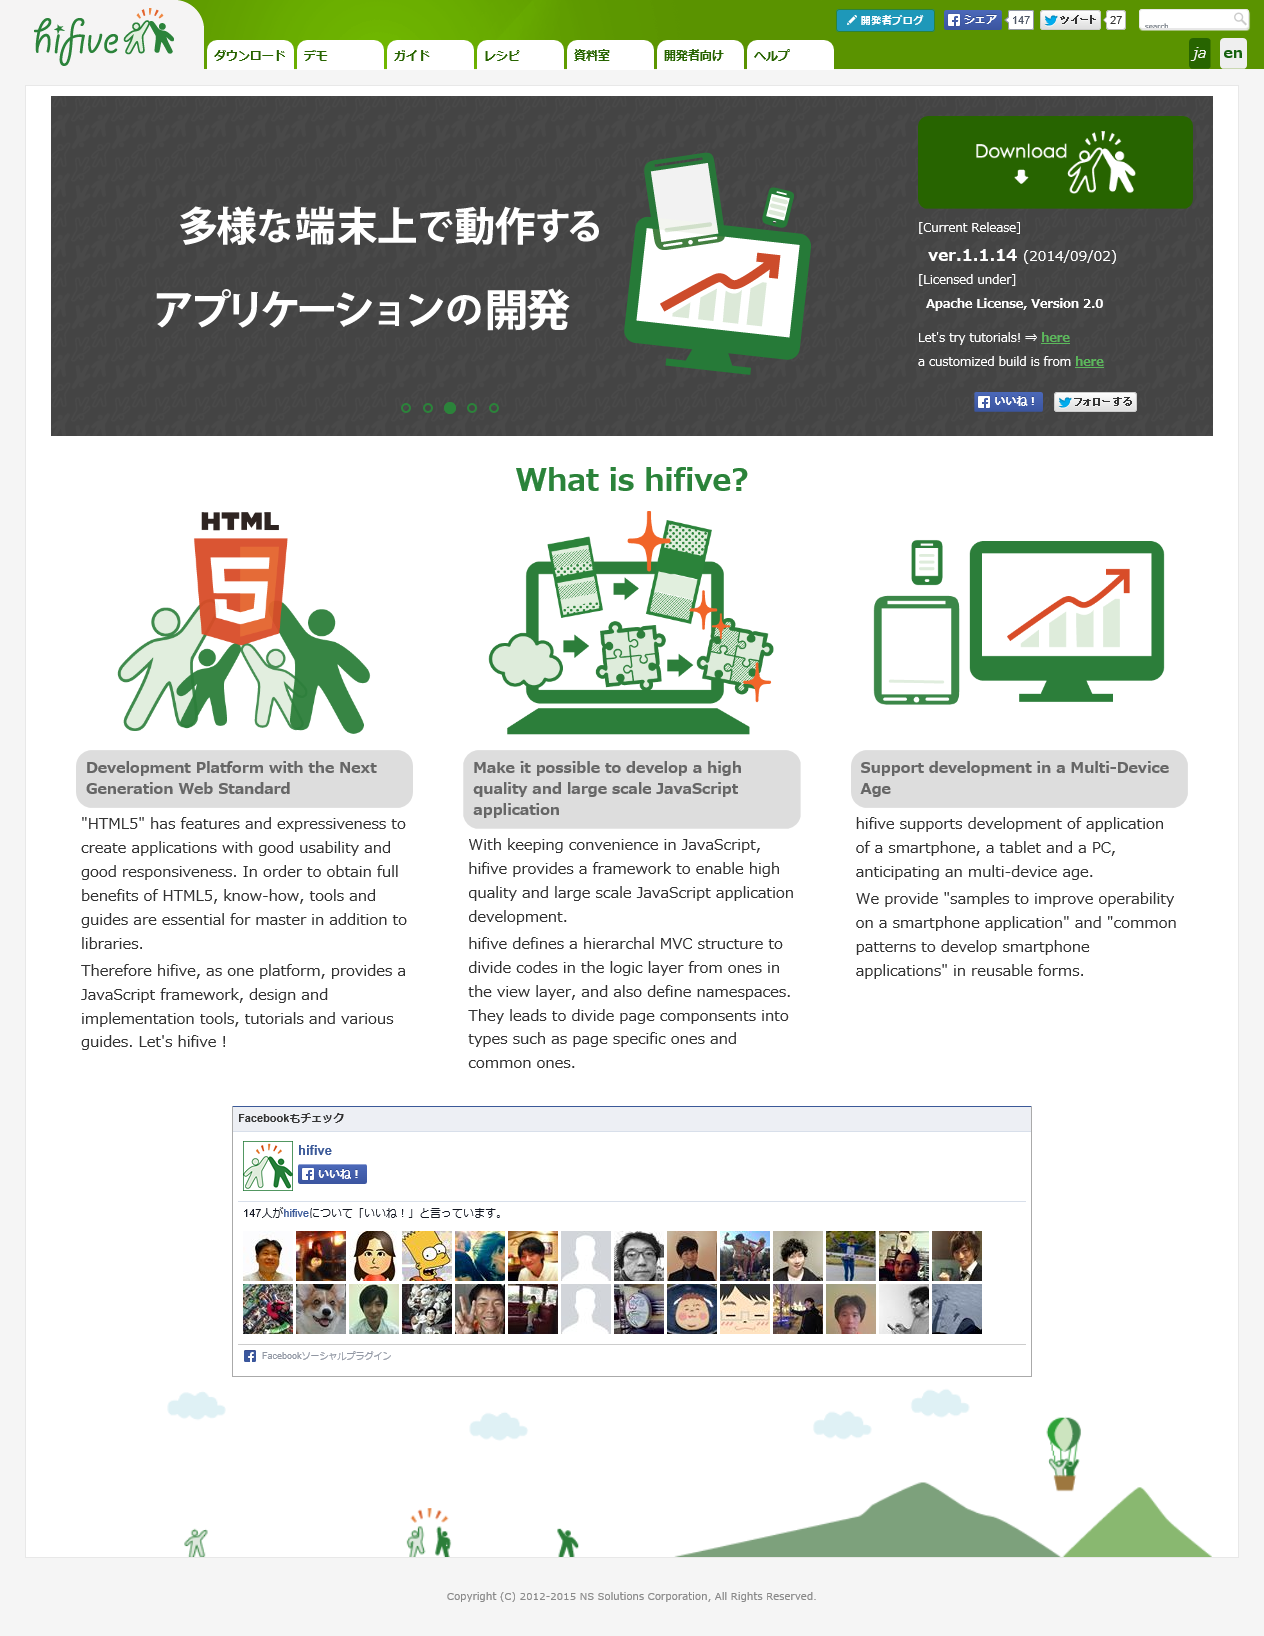 hifive
開発者ブログ
シェア 147
ツイート 27
search
ダウンロード デモ ガイド レシピ 資料室 開発者向け ヘルプ
ja en
多様な端末上で動作する
アプリケーションの開発
Download
[Current Release]
ver.1.1.14 (2014/09/02)
[Licensed under]
Apache License, Version 2.0
Let's try tutorials! ⇒ here
a customized build is from here
いいね！ フォローする
What is hifive?
HTML
5
Development Platform with the Next
Generation Web Standard
"HTML5" has features and expressiveness to
create applications with good usability and
good responsiveness. In order to obtain full
benefits of HTML5, know-how, tools and
guides are essential for master in addition to
libraries.
Therefore hifive, as one platform, provides a
JavaScript framework, design and
implementation tools, tutorials and various
guides. Let's hifive !
Make it possible to develop a high
quality and large scale JavaScript
application
With keeping convenience in JavaScript,
hifive provides a framework to enable high
quality and large scale JavaScript application
development.
hifive defines a hierarchal MVC structure to
divide codes in the logic layer from ones in
the view layer, and also define namespaces.
They leads to divide page componsents into
types such as page specific ones and
common ones.
Support development in a Multi-Device
Age
hifive supports development of application
of a smartphone, a tablet and a PC,
anticipating an multi-device age.
We provide "samples to improve operability
on a smartphone application" and "common
patterns to develop smartphone
applications" in reusable forms.
Facebookもチェック
hifive
いいね！
147人がhifiveについて「いいね！」と言っています。
Facebookソーシャルプラグイン
Copyright (C) 2012-2015 NS Solutions Corporation, All Rights Reserved.